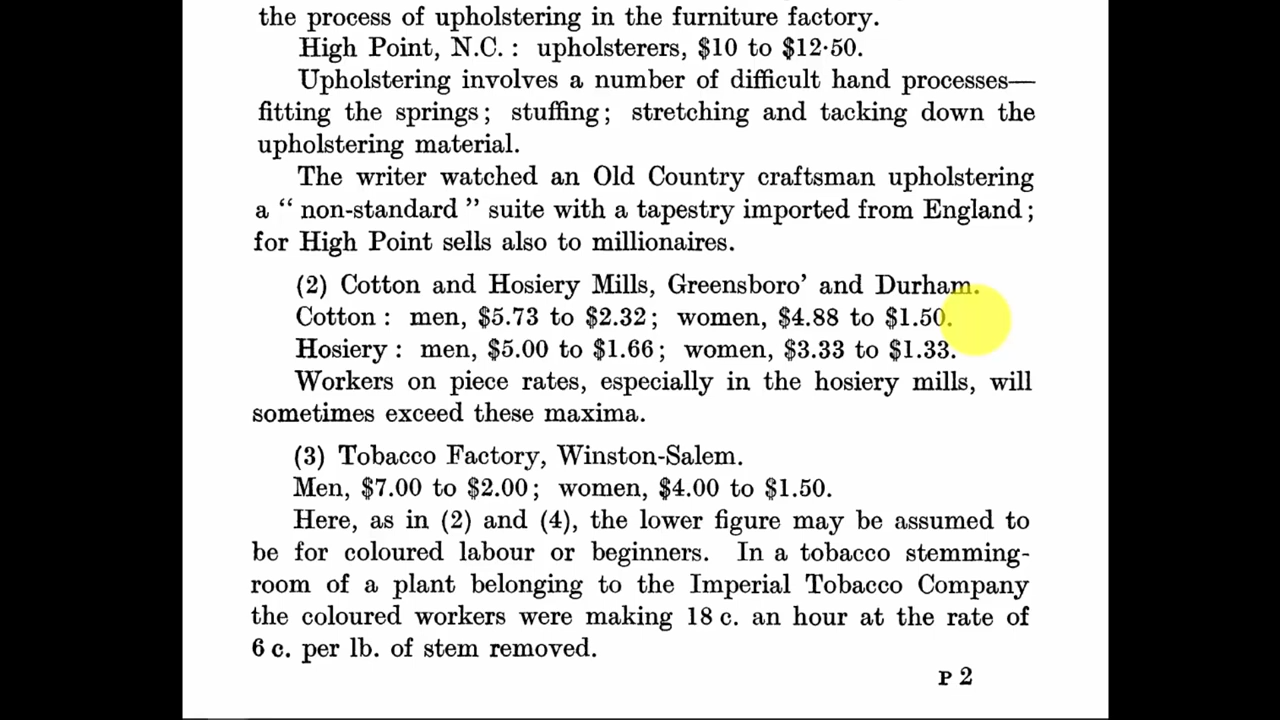 the process of upholstering in the furniture factory.
High Point, N.C. : upholsterers, $10 to $12·50.
Upholstering involves a number of difficult hand processes—
fitting the springs; stuffing; stretching and tacking down the
upholstering material.
The writer watched an Old Country craftsman upholstering
a “ non-standard ” suite with a tapestry imported from England;
for High Point sells also to millionaires.
(2) Cotton and Hosiery Mills, Greensboro’ and Durham.
Cotton : men, $5.73 to $2.32; women, $4.88 to $1.50.
Hosiery : men, $5.00 to $1.66; women, $3.33 to $1.33.
Workers on piece rates, especially in the hosiery mills, will
sometimes exceed these maxima.
(3) Tobacco Factory, Winston-Salem.
Men, $7.00 to $2.00; women, $4.00 to $1.50.
Here, as in (2) and (4), the lower figure may be assumed to
be for coloured labour or beginners. In a tobacco stemming-
room of a plant belonging to the Imperial Tobacco Company
the coloured workers were making 18 c. an hour at the rate of
6 c. per lb. of stem removed.
P 2